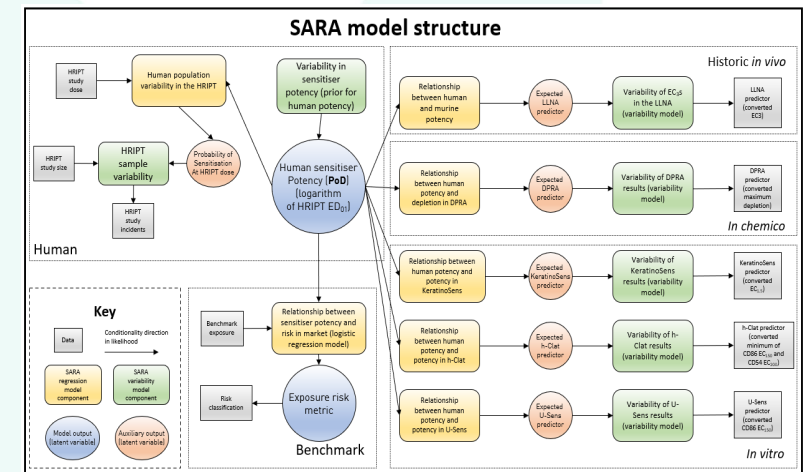 SARA model structure
HRIPT
study
dose
Human population
variability in the HRIPT
HRIPT
study size
HRIPT
sample
variability
Probability of
Sensitisation
At HRIPT dose
HRIPT
study
incidents
Human
Variability in
sensitiser
potency (prior for
human potency)
Human sensitiser
Potency (PoD)
(logarithm
of HRIPT ED01)
Historic in vivo
Relationship
between human
and murine
potency
Expected
LLNA
predictor
Variability of EC3s
in the LLNA
(variability model)
LLNA
predictor
(converted
EC3)
Relationship
between human
potency and
depletion in DPRA
Expected
DPRA
predictor
Variability of DPRA
results (variability
model)
DPRA
predictor
(converted
maximum
depletion)
In chemico
Relationship between
human potency and
potency in
KeratinoSens
Expected
KeratinoSens
predictor
Variability of
KeratinoSens
results (variability
model)
KeratinoSens
predictor
(converted
EC1.5)
Relationship between
human potency and
potency in h-Clat
Expected
h-Clat
predictor
Variability of h-
Clat results
(variability model)
h-Clat predictor
(converted
minimum of
CD86 EC150 and
CD54 EC200)
Relationship between
human potency and
potency in U-Sens
Expected
U-Sens
predictor
Variability of U-
Sens results
(variability model)
U-Sens
predictor
(converted
CD86 EC150)
In vitro
Key
Data
Conditionality direction
in likelihood
SARA
regression
model
component
SARA
variability
model
component
Model output
(latent variable)
Auxiliary output
(latent variable)
Benchmark
exposure
Relationship between
sensitiser potency and
risk in market (logistic
regression model)
Risk
classification
Exposure risk
metric
Benchmark